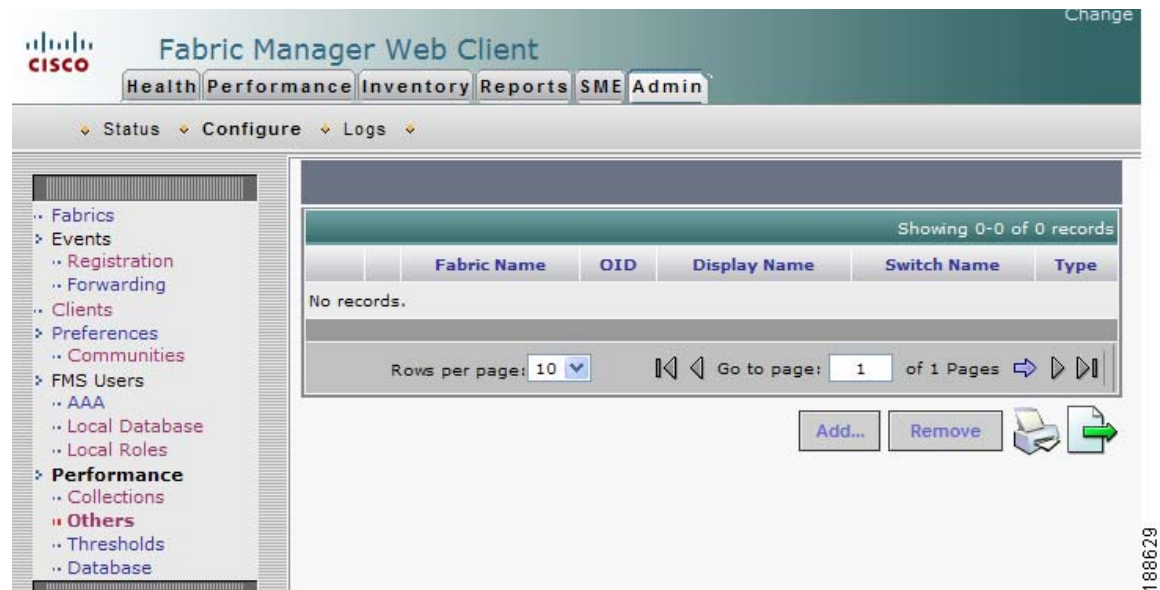 Change
CISCO
Fabric Manager Web Client
Health Performance Inventory Reports SME Admin
Status Configure Logs
Fabrics
Events
Registration
Forwarding
Clients
Preferences
Communities
FMS Users
AAA
Local Database
Local Roles
Performance
Collections
Others
Thresholds
Database
Showing 0-0 of 0 records
Fabric Name OID Display Name Switch Name Type
No records.
Rows per page: 10 Go to page: 1 of 1 Pages
Add... Remove
188629